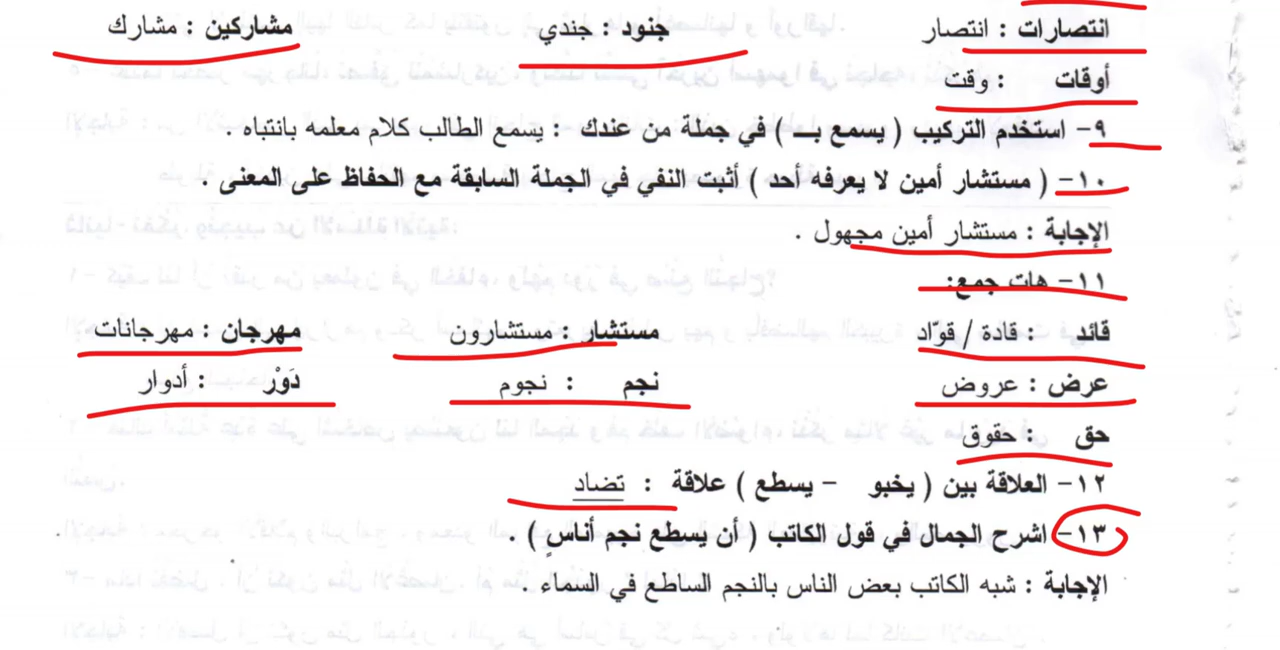 انتصارات : انتصار جنود : جندي مشاركين : مشارك
أوقات : وقت
٩- استخدم التركيب ( يسمع بـ ) في جملة من عندك : يسمع الطالب كلام معلمه بانتباه .
١٠- ( مستشار أمين لا يعرفه أحد ) أثبت النفي في الجملة السابقة مع الحفاظ على المعنى .
الإجابة : مستشار أمين مجهول .
١١- هات جمع:
قائد : قادة / قوّاد مستشار : مستشارون مهرجان : مهرجانات
عرض : عروض نجم : نجوم دَوْر : أدوار
حق : حقوق
١٢- العلاقة بين ( يخبو - يسطع ) علاقة : تضاد
١٣- اشرح الجمال في قول الكاتب ( أن يسطع نجم أناسٍ ) .
الإجابة : شبه الكاتب بعض الناس بالنجم الساطع في السماء .